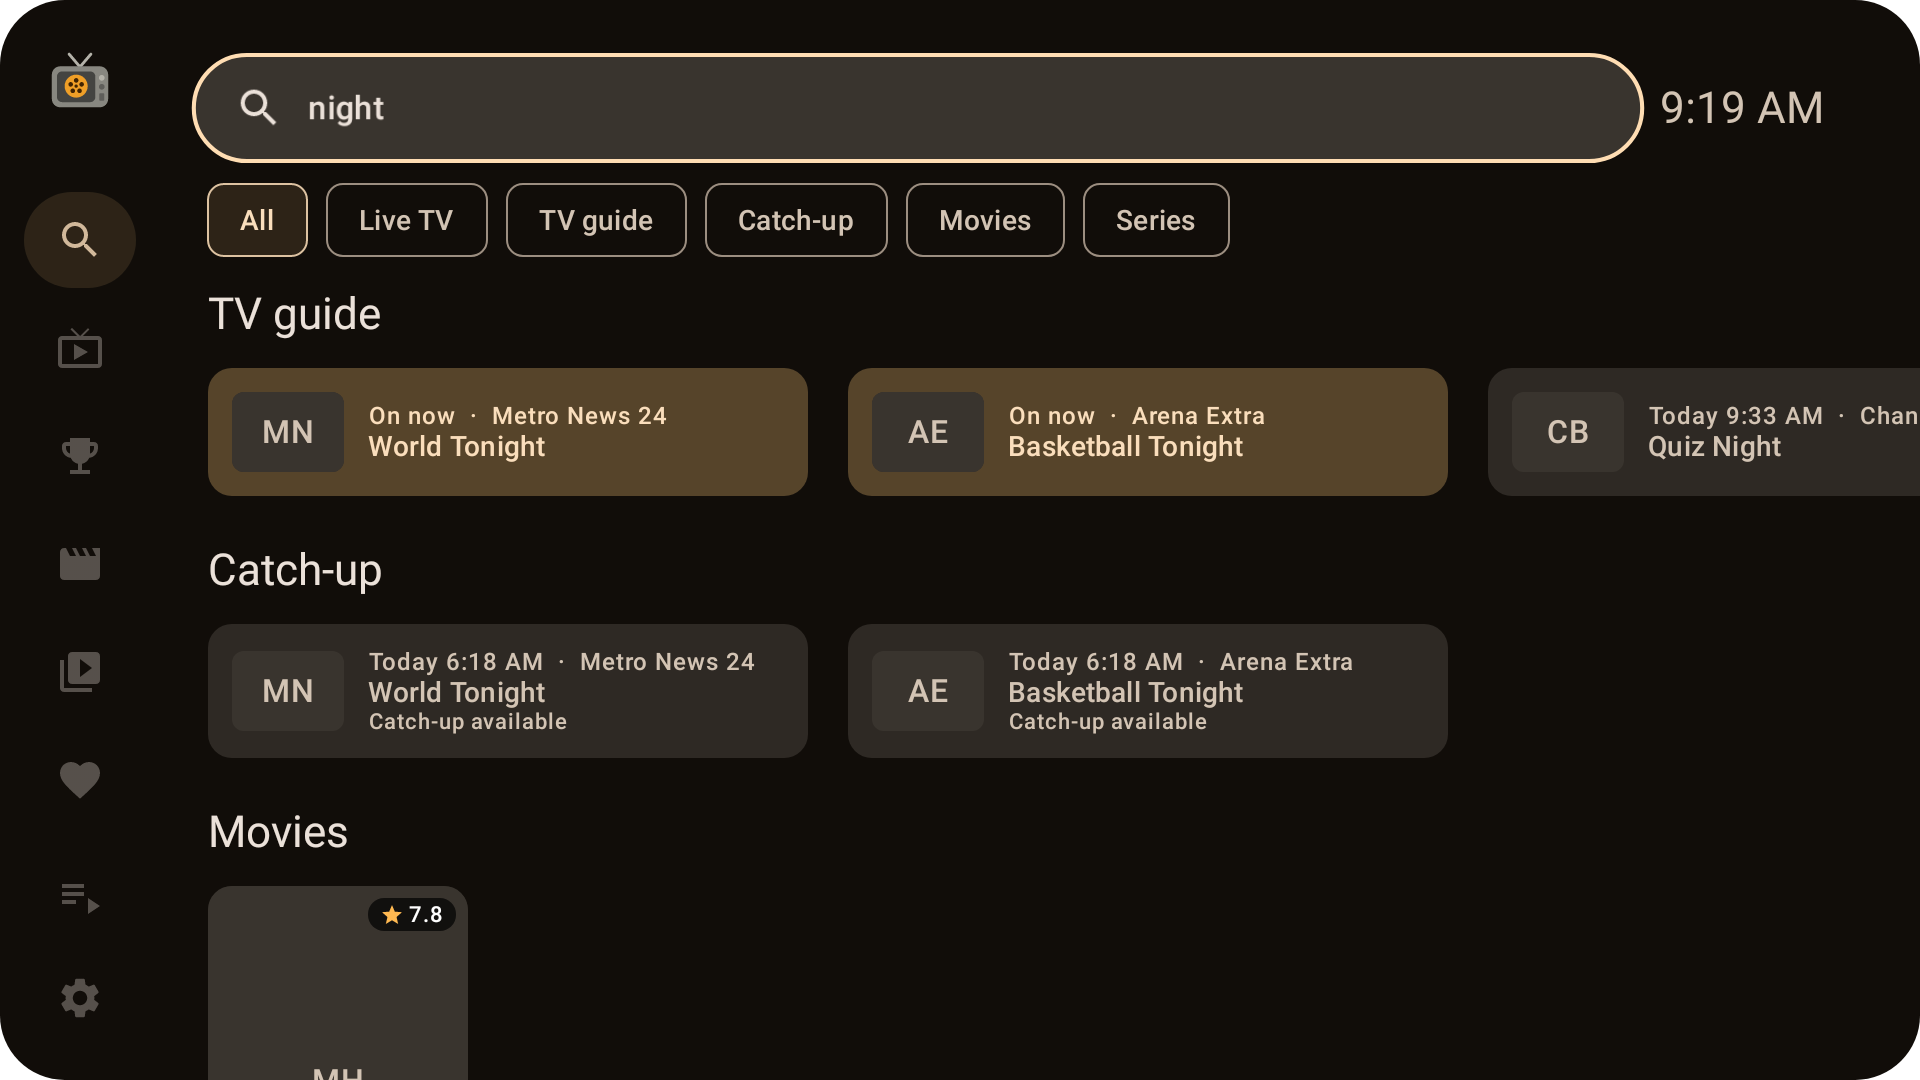 night
9:19 AM
All
Live TV
TV guide
Catch-up
Movies
Series
TV guide
MN
On now · Metro News 24
World Tonight
AE
On now · Arena Extra
Basketball Tonight
CB
Today 9:33 AM · Chan
Quiz Night
Catch-up
MN
Today 6:18 AM · Metro News 24
World Tonight
Catch-up available
AE
Today 6:18 AM · Arena Extra
Basketball Tonight
Catch-up available
Movies
7.8
MH